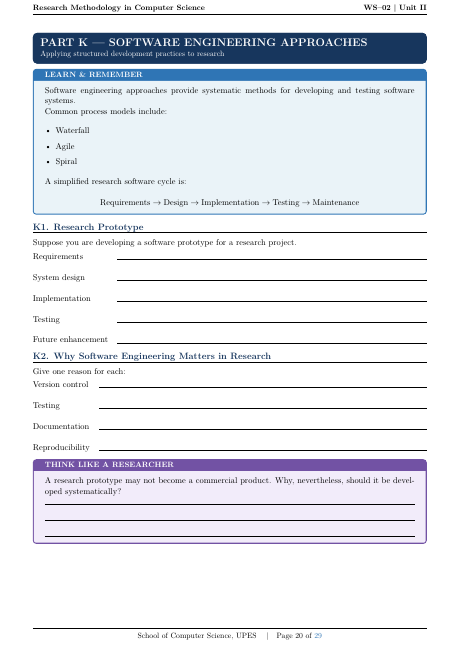 Research Methodology in Computer Science WS–02 | Unit II
PART K — SOFTWARE ENGINEERING APPROACHES
Applying structured development practices to research
LEARN & REMEMBER
Software engineering approaches provide systematic methods for developing and testing software
systems.
Common process models include:
• Waterfall
• Agile
• Spiral
A simplified research software cycle is:
Requirements → Design → Implementation → Testing → Maintenance
K1. Research Prototype
Suppose you are developing a software prototype for a research project.
Requirements
System design
Implementation
Testing
Future enhancement
K2. Why Software Engineering Matters in Research
Give one reason for each:
Version control
Testing
Documentation
Reproducibility
THINK LIKE A RESEARCHER
A research prototype may not become a commercial product. Why, nevertheless, should it be devel-
oped systematically?
School of Computer Science, UPES | Page 20 of 29